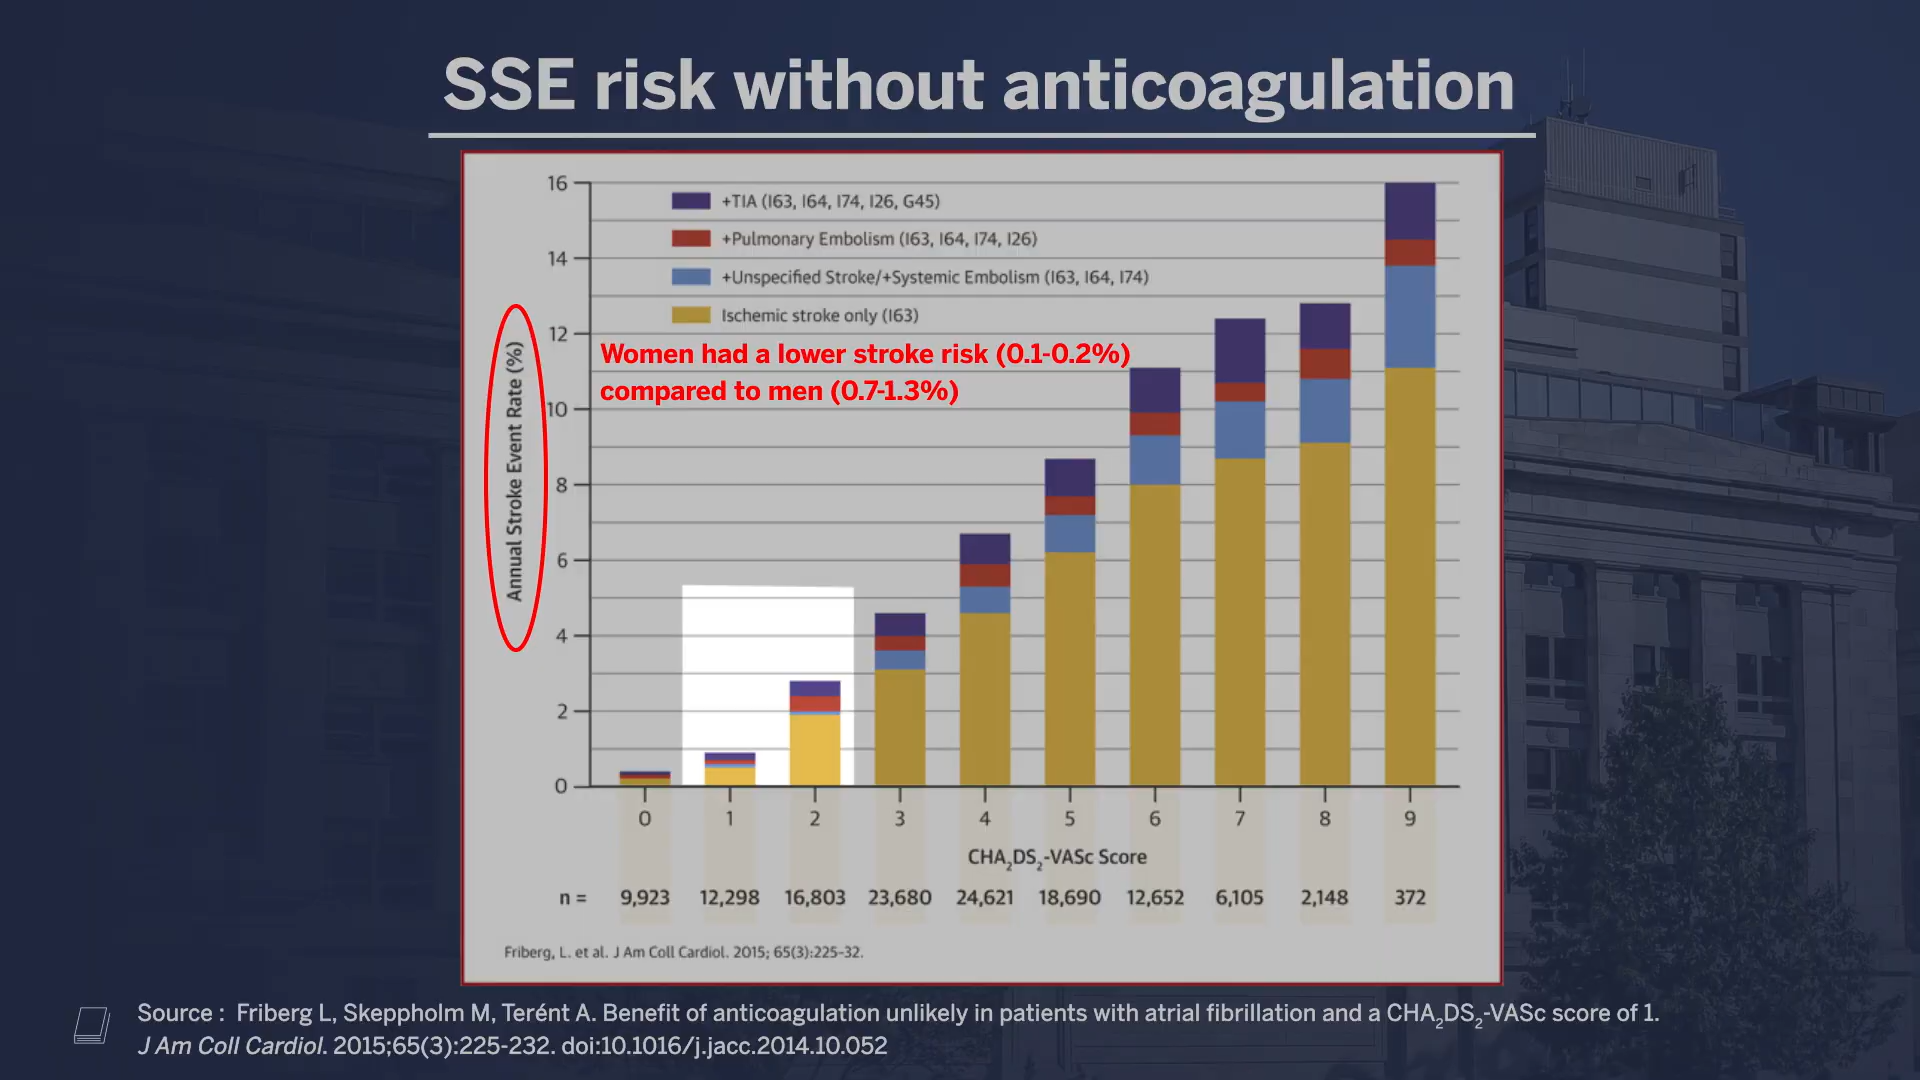 SSE risk without anticoagulation
16
+TIA (I63, I64, I74, I26, G45)
+Pulmonary Embolism (I63, I64, I74, I26)
14
+Unspecified Stroke/+Systemic Embolism (I63, I64, I74)
Ischemic stroke only (I63)
12
Women had a lower stroke risk (0.1-0.2%)
compared to men (0.7-1.3%)
10
Annual Stroke Event Rate (%)
8
6
4
2
0
0 1 2 3 4 5 6 7 8 9
CHA₂DS₂-VASc Score
n = 9,923 12,298 16,803 23,680 24,621 18,690 12,652 6,105 2,148 372
Friberg, L. et al. J Am Coll Cardiol. 2015; 65(3):225-32.
Source : Friberg L, Skeppholm M, Terént A. Benefit of anticoagulation unlikely in patients with atrial fibrillation and a CHA₂DS₂-VASc score of 1.
J Am Coll Cardiol. 2015;65(3):225-232. doi:10.1016/j.jacc.2014.10.052